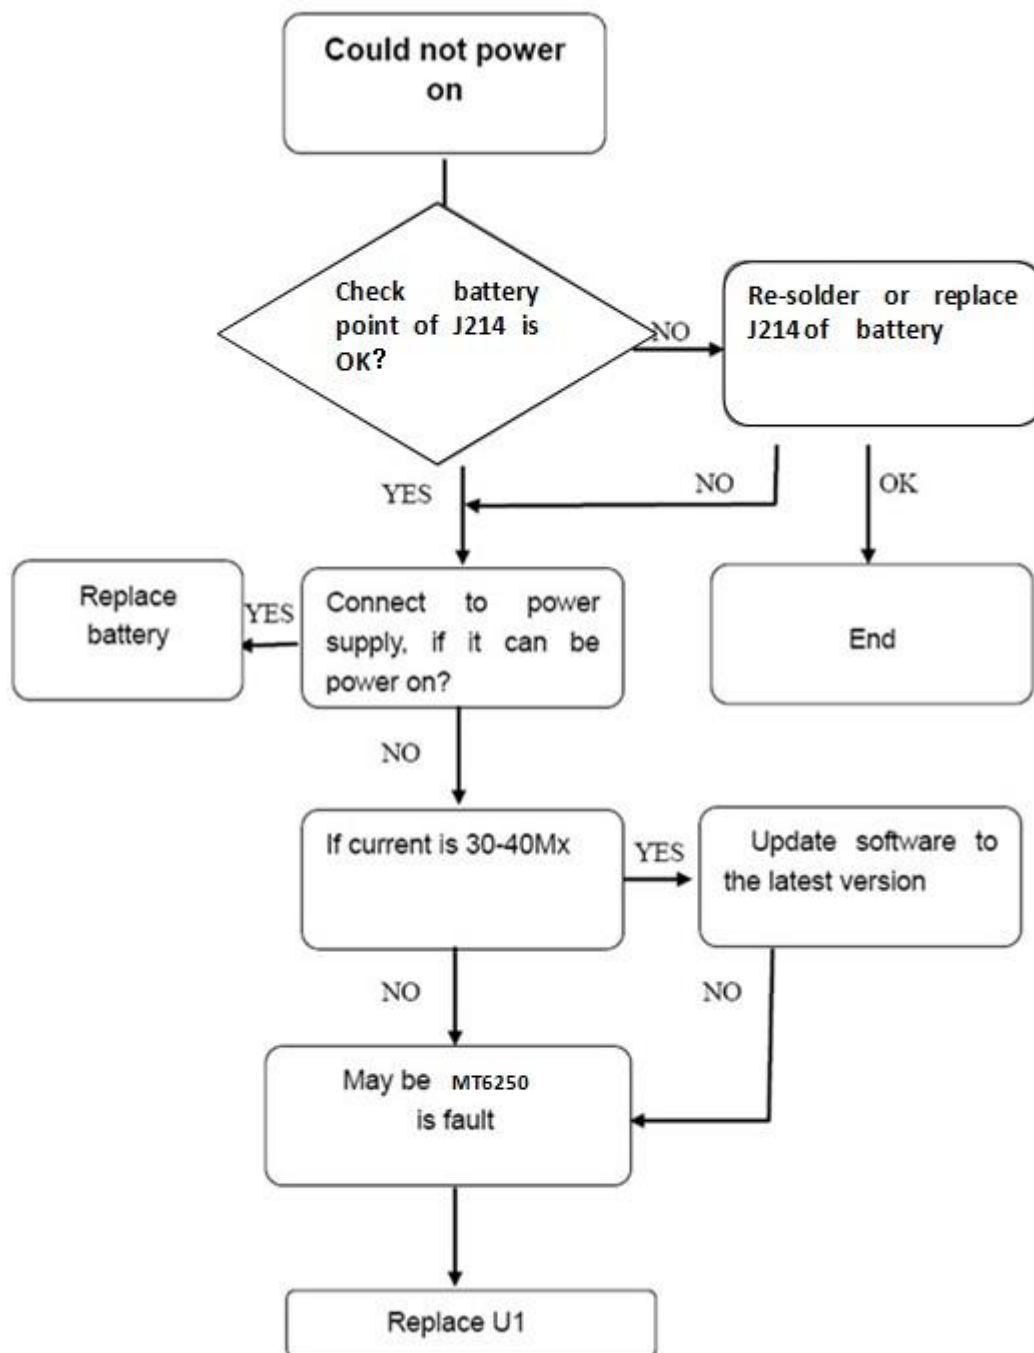 Could not power
on
Check battery
point of J214 is
OK?
NO
Re-solder or replace
J214 of battery
YES
NO
OK
Replace
battery
YES
Connect to power
supply, if it can be
power on?
End
NO
If current is 30-40Mx
YES
Update software to
the latest version
NO
NO
May be MT6250
is fault
Replace U1